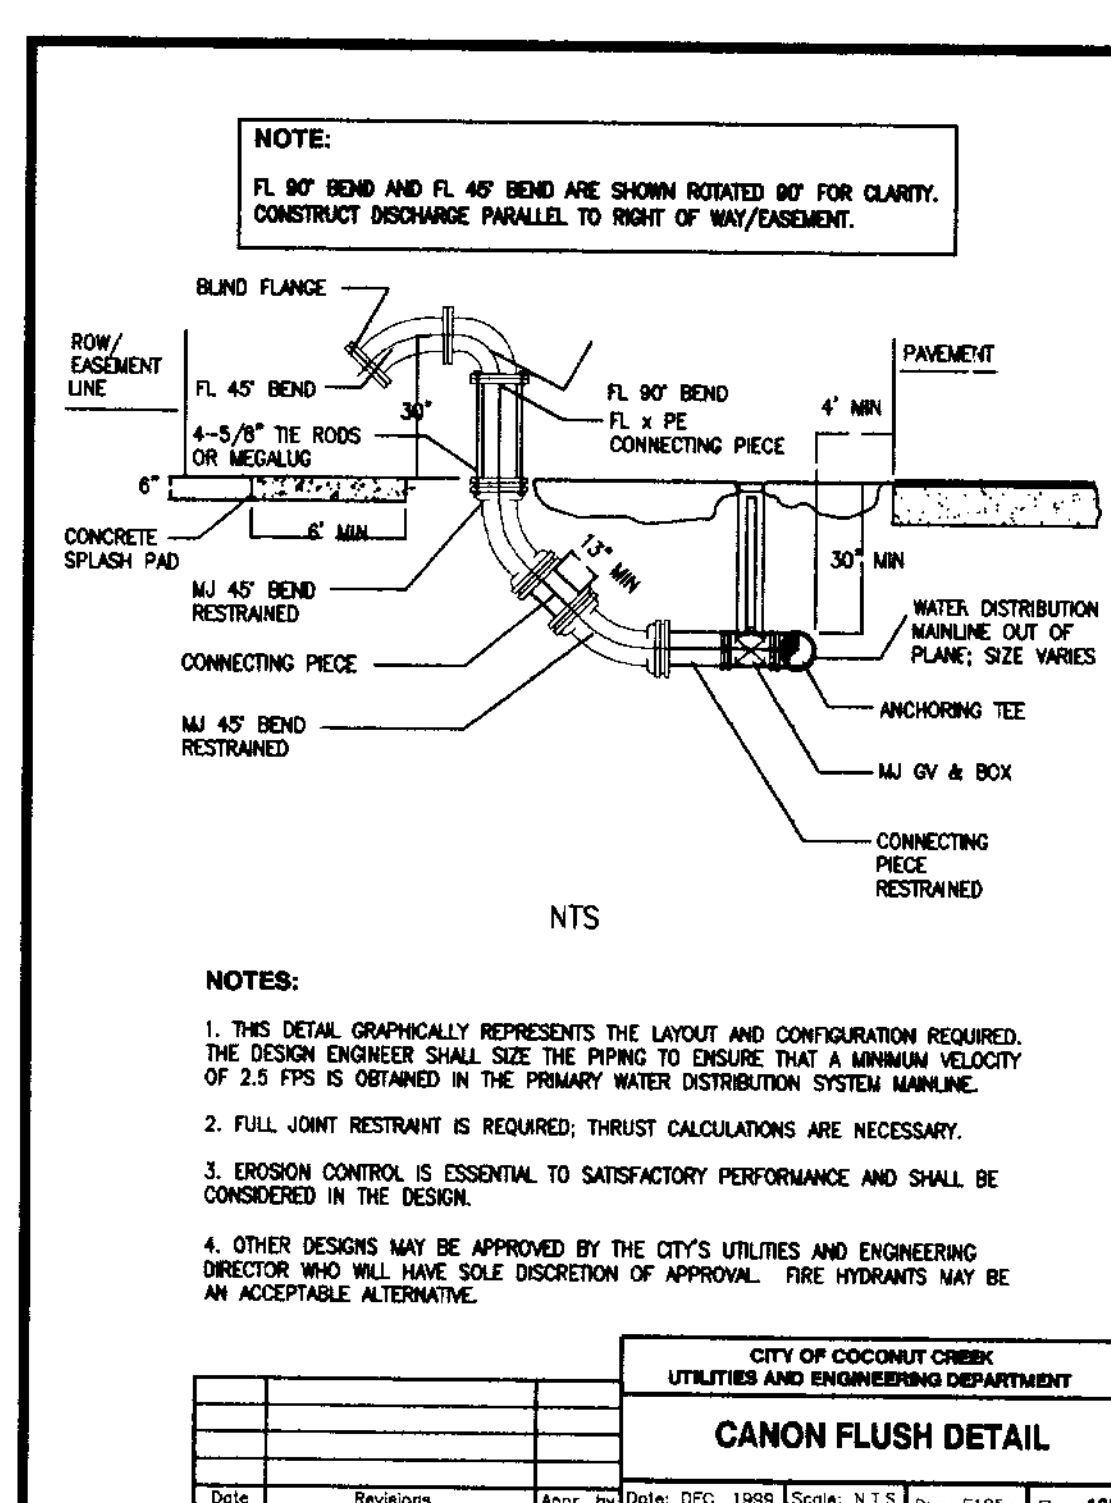 NOTE:
FL 90° BEND AND FL 45° BEND ARE SHOWN ROTATED 90° FOR CLARITY.
CONSTRUCT DISCHARGE PARALLEL TO RIGHT OF WAY/EASEMENT.
BLIND FLANGE
ROW/
EASEMENT
LINE
PAVEMENT
FL 45° BEND
30"
FL 90° BEND
4' MIN
FL x PE
CONNECTING PIECE
4-5/8" TIE RODS
OR MEGALUG
6"
6' MIN
CONCRETE
SPLASH PAD
13" MIN
30" MIN
MJ 45° BEND
RESTRAINED
WATER DISTRIBUTION
MAINLINE OUT OF
PLANE; SIZE VARIES
CONNECTING PIECE
ANCHORING TEE
MJ 45° BEND
RESTRAINED
MJ GV & BOX
CONNECTING
PIECE
RESTRAINED
NTS
NOTES:
1. THIS DETAIL GRAPHICALLY REPRESENTS THE LAYOUT AND CONFIGURATION REQUIRED.
THE DESIGN ENGINEER SHALL SIZE THE PIPING TO ENSURE THAT A MINIMUM VELOCITY
OF 2.5 FPS IS OBTAINED IN THE PRIMARY WATER DISTRIBUTION SYSTEM MAINLINE.
2. FULL JOINT RESTRAINT IS REQUIRED; THRUST CALCULATIONS ARE NECESSARY.
3. EROSION CONTROL IS ESSENTIAL TO SATISFACTORY PERFORMANCE AND SHALL BE
CONSIDERED IN THE DESIGN.
4. OTHER DESIGNS MAY BE APPROVED BY THE CITY'S UTILITIES AND ENGINEERING
DIRECTOR WHO WILL HAVE SOLE DISCRETION OF APPROVAL. FIRE HYDRANTS MAY BE
AN ACCEPTABLE ALTERNATIVE.
CITY OF COCONUT CREEK
UTILITIES AND ENGINEERING DEPARTMENT
CANON FLUSH DETAIL
Date Revisions Appr. by Date: DEC. 1999 Scale: N.T.S.